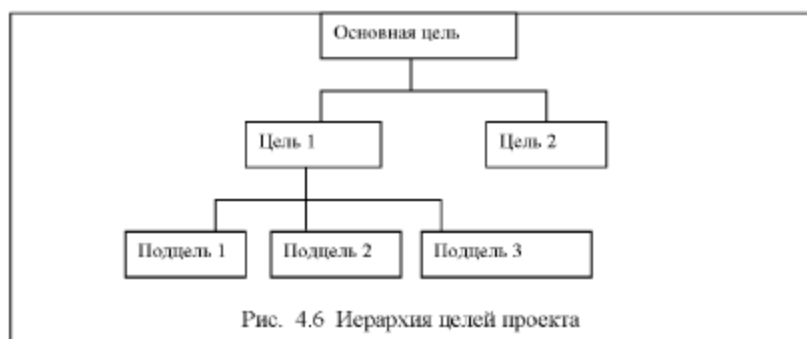 Основная цель
Цель 1
Цель 2
Подцель 1
Подцель 2
Подцель 3
Рис. 4.6 Иерархия целей проекта